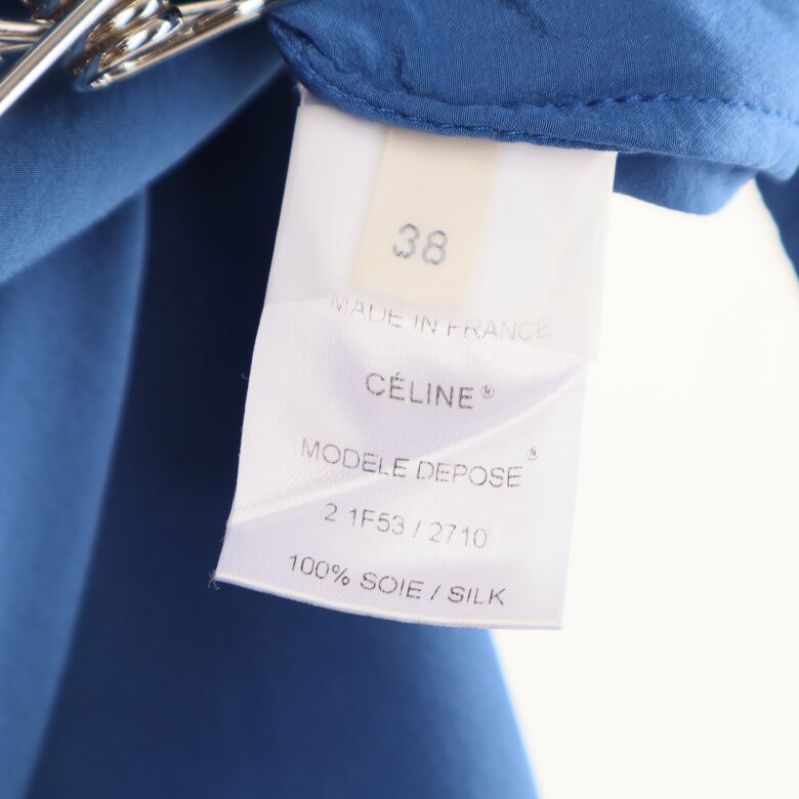 38
MADE IN FRANCE
CÉLINE®
MODELE DEPOSE®
2 1F53 / 2710
100% SOIE / SILK